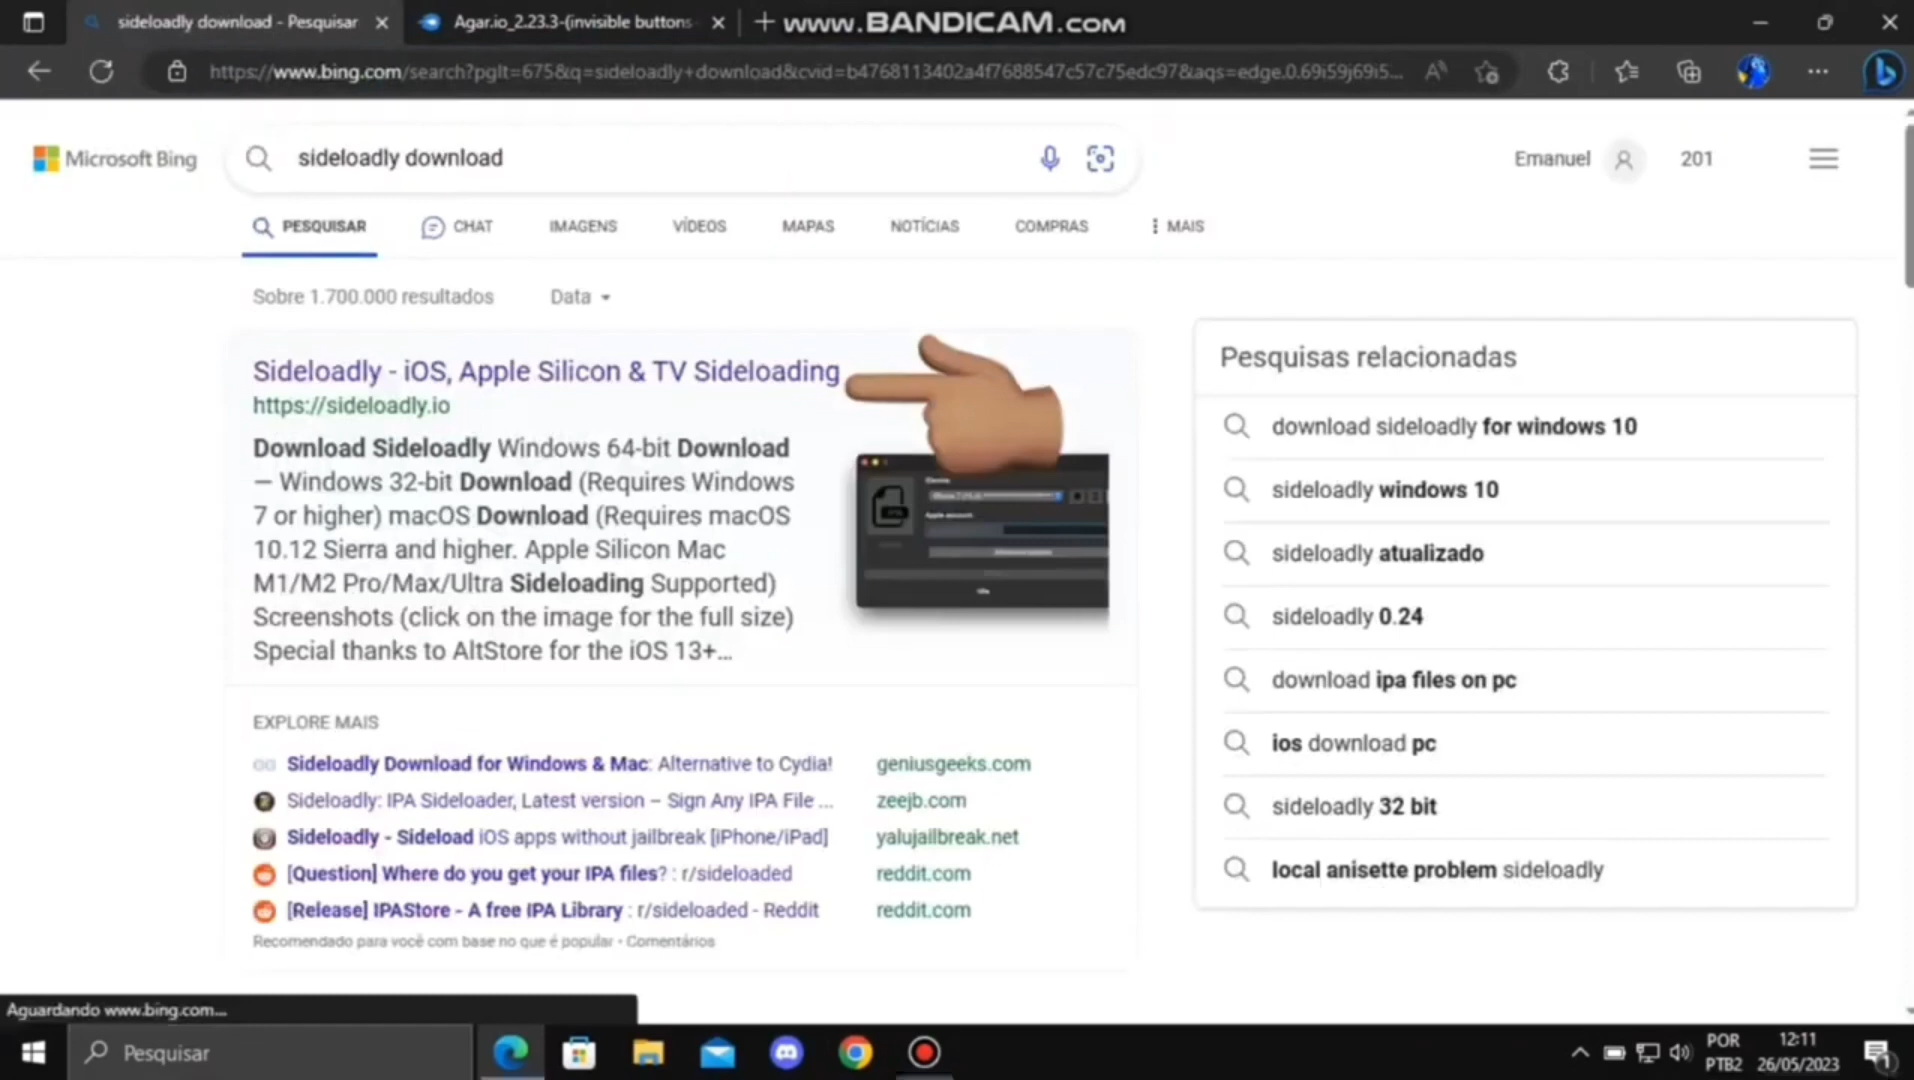 sideloadly download - Pesquisar
Agar.io_2.23.3-(invisible buttons
www.BANDICAM.com
https://www.bing.com/search?pglt=675&q=sideloadly+download&cvid=b4768113402a4f7688547c57c75edc97&aqs=edge.0.69i59j69i5...
Microsoft Bing
sideloadly download
Emanuel
201
PESQUISAR
CHAT
IMAGENS
VÍDEOS
MAPAS
NOTÍCIAS
COMPRAS
MAIS
Sobre 1.700.000 resultados
Data
Sideloadly - iOS, Apple Silicon & TV Sideloading
https://sideloadly.io
Download Sideloadly Windows 64-bit Download
— Windows 32-bit Download (Requires Windows
7 or higher) macOS Download (Requires macOS
10.12 Sierra and higher. Apple Silicon Mac
M1/M2 Pro/Max/Ultra Sideloading Supported)
Screenshots (click on the image for the full size)
Special thanks to AltStore for the iOS 13+...
EXPLORE MAIS
Sideloadly Download for Windows & Mac: Alternative to Cydia!
geniusgeeks.com
Sideloadly: IPA Sideloader, Latest version – Sign Any IPA File ...
zeejb.com
Sideloadly - Sideload iOS apps without jailbreak [iPhone/iPad]
yalujailbreak.net
[Question] Where do you get your IPA files? : r/sideloaded
reddit.com
[Release] IPAStore - A free IPA Library : r/sideloaded - Reddit
reddit.com
Recomendado para você com base no que é popular • Comentários
Pesquisas relacionadas
download sideloadly for windows 10
sideloadly windows 10
sideloadly atualizado
sideloadly 0.24
download ipa files on pc
ios download pc
sideloadly 32 bit
local anisette problem sideloadly
Aguardando www.bing.com...
Pesquisar
POR
PTB2
12:11
26/05/2023
1